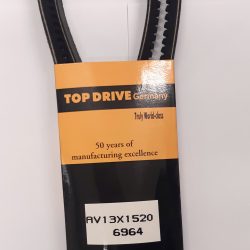 TOP DRIVE
Germany
Truly World-class
50 years of
manufacturing excellence
AV13X1520
6964